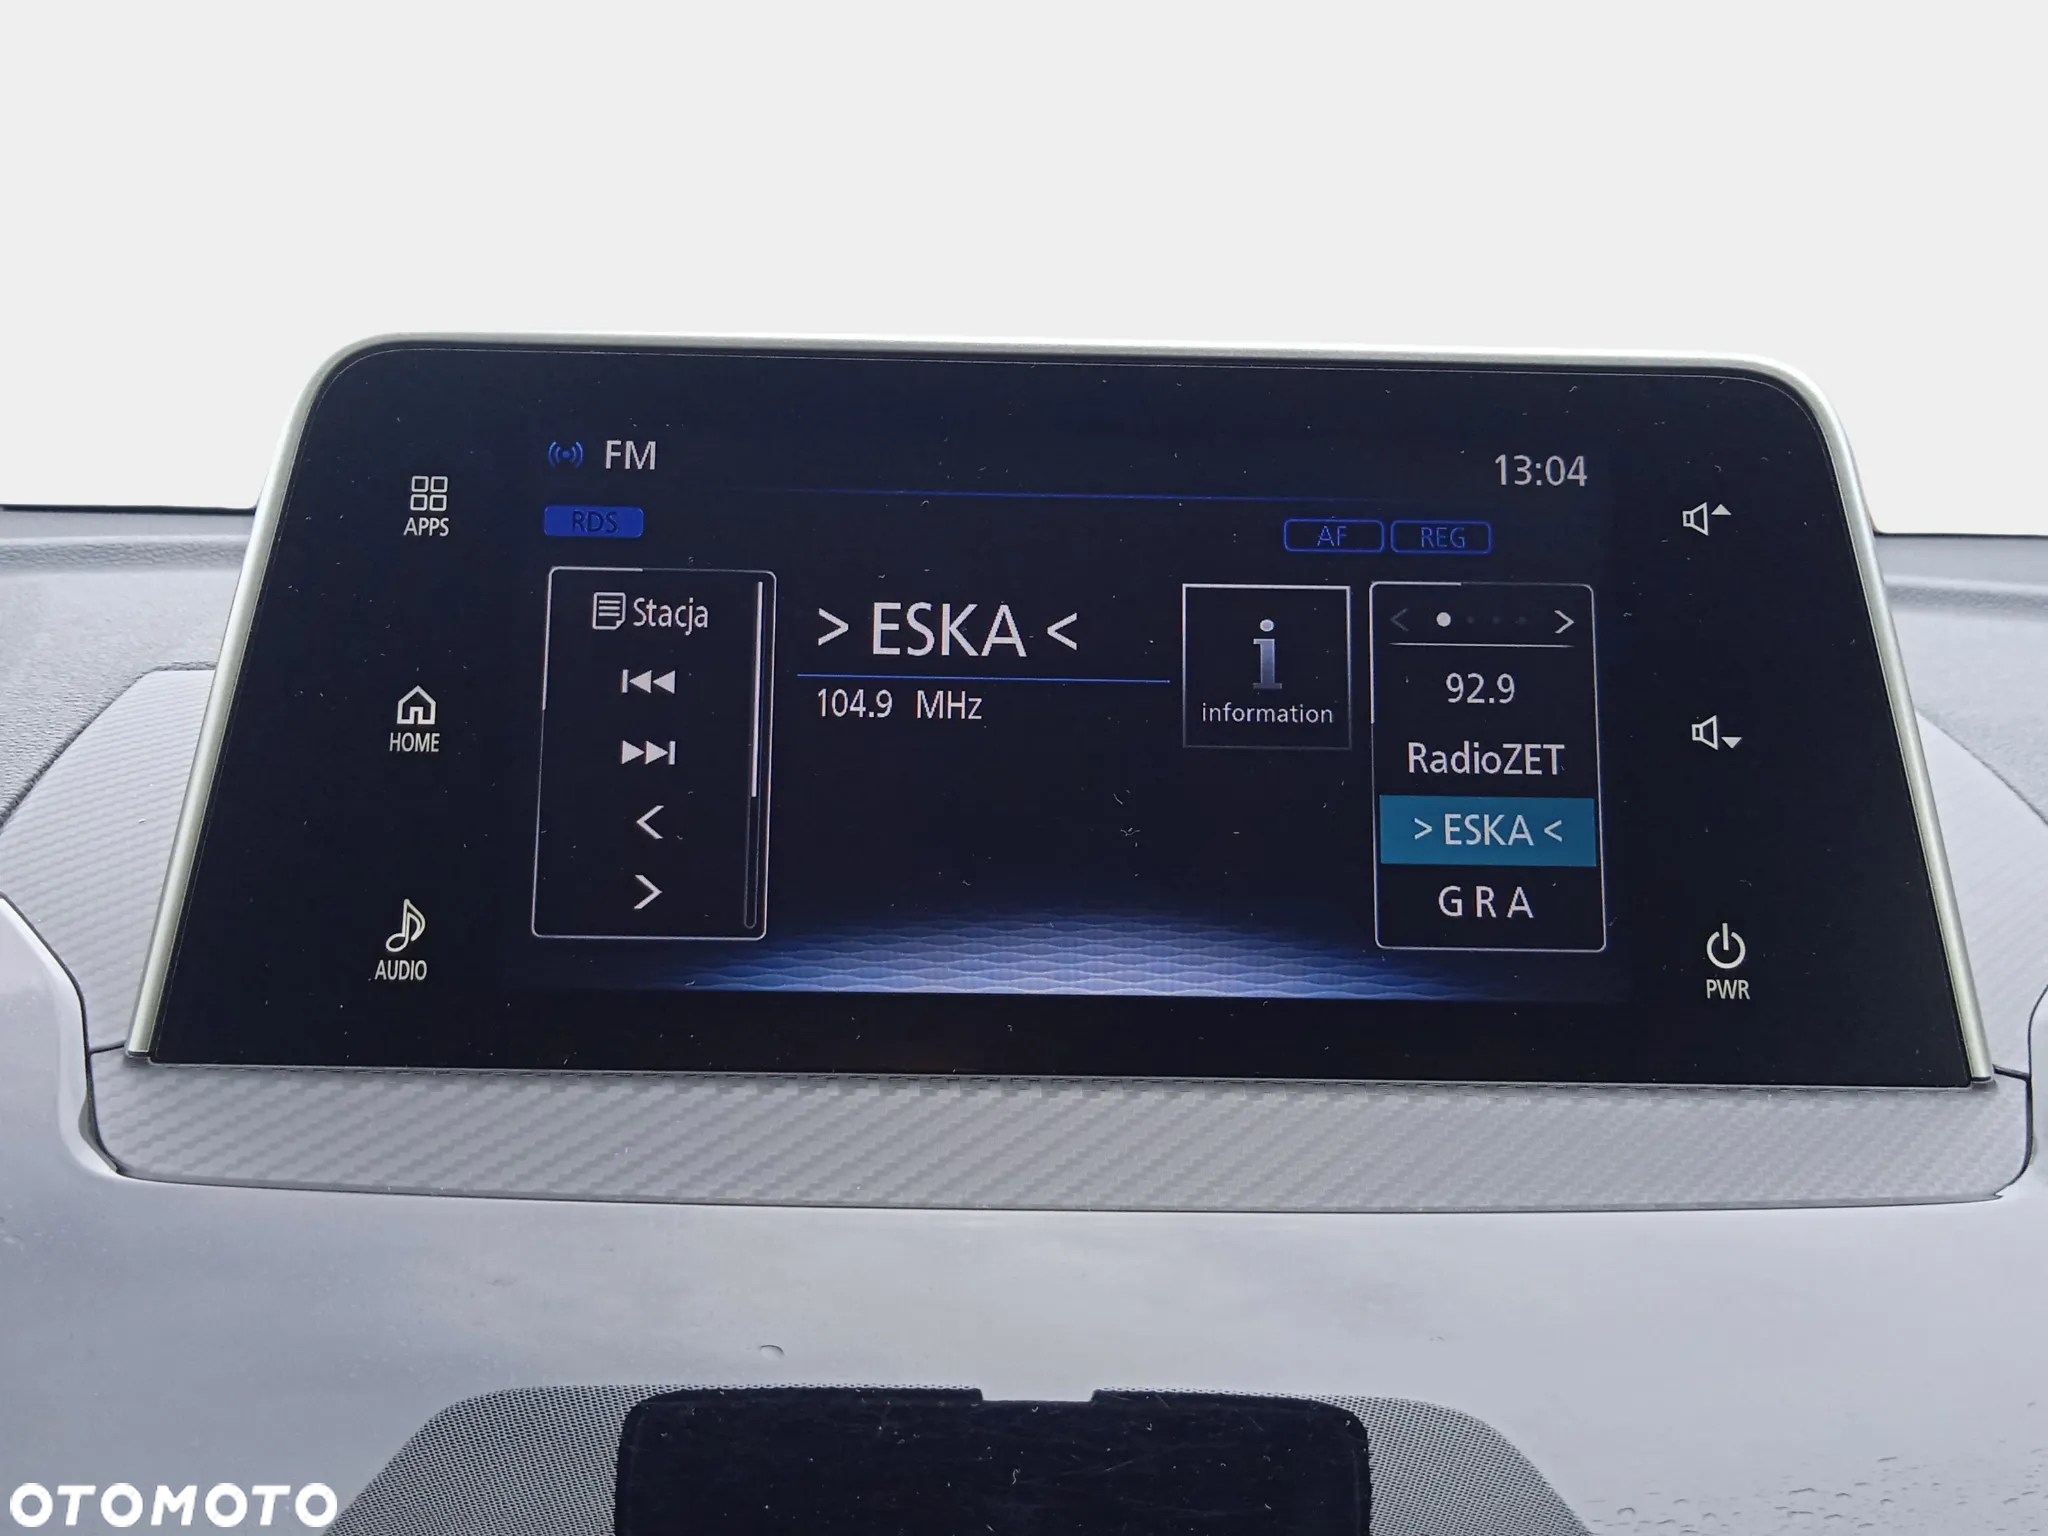 FM
13:04
APPS
RDS
AF
REG
Stacja
> ESKA <
104.9 MHz
information
92.9
RadioZET
> ESKA <
G R A
HOME
AUDIO
PWR
OTOMOTO